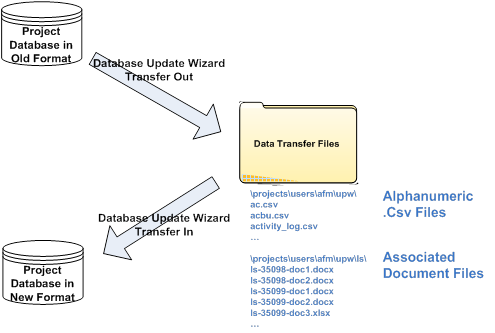 Project
Database in
Old Format
Database Update Wizard
Transfer Out
Data Transfer Files
\projects\users\afm\upw\
ac.csv
acbu.csv
activity_log.csv
...
Alphanumeric
.Csv Files
Database Update Wizard
Transfer In
Project
Database in
New Format
\projects\users\afm\upw\ls\
ls-35098-doc1.docx
ls-35098-doc2.docx
ls-35099-doc1.docx
ls-35099-doc2.docx
ls-35099-doc3.xlsx
...
Associated
Document Files